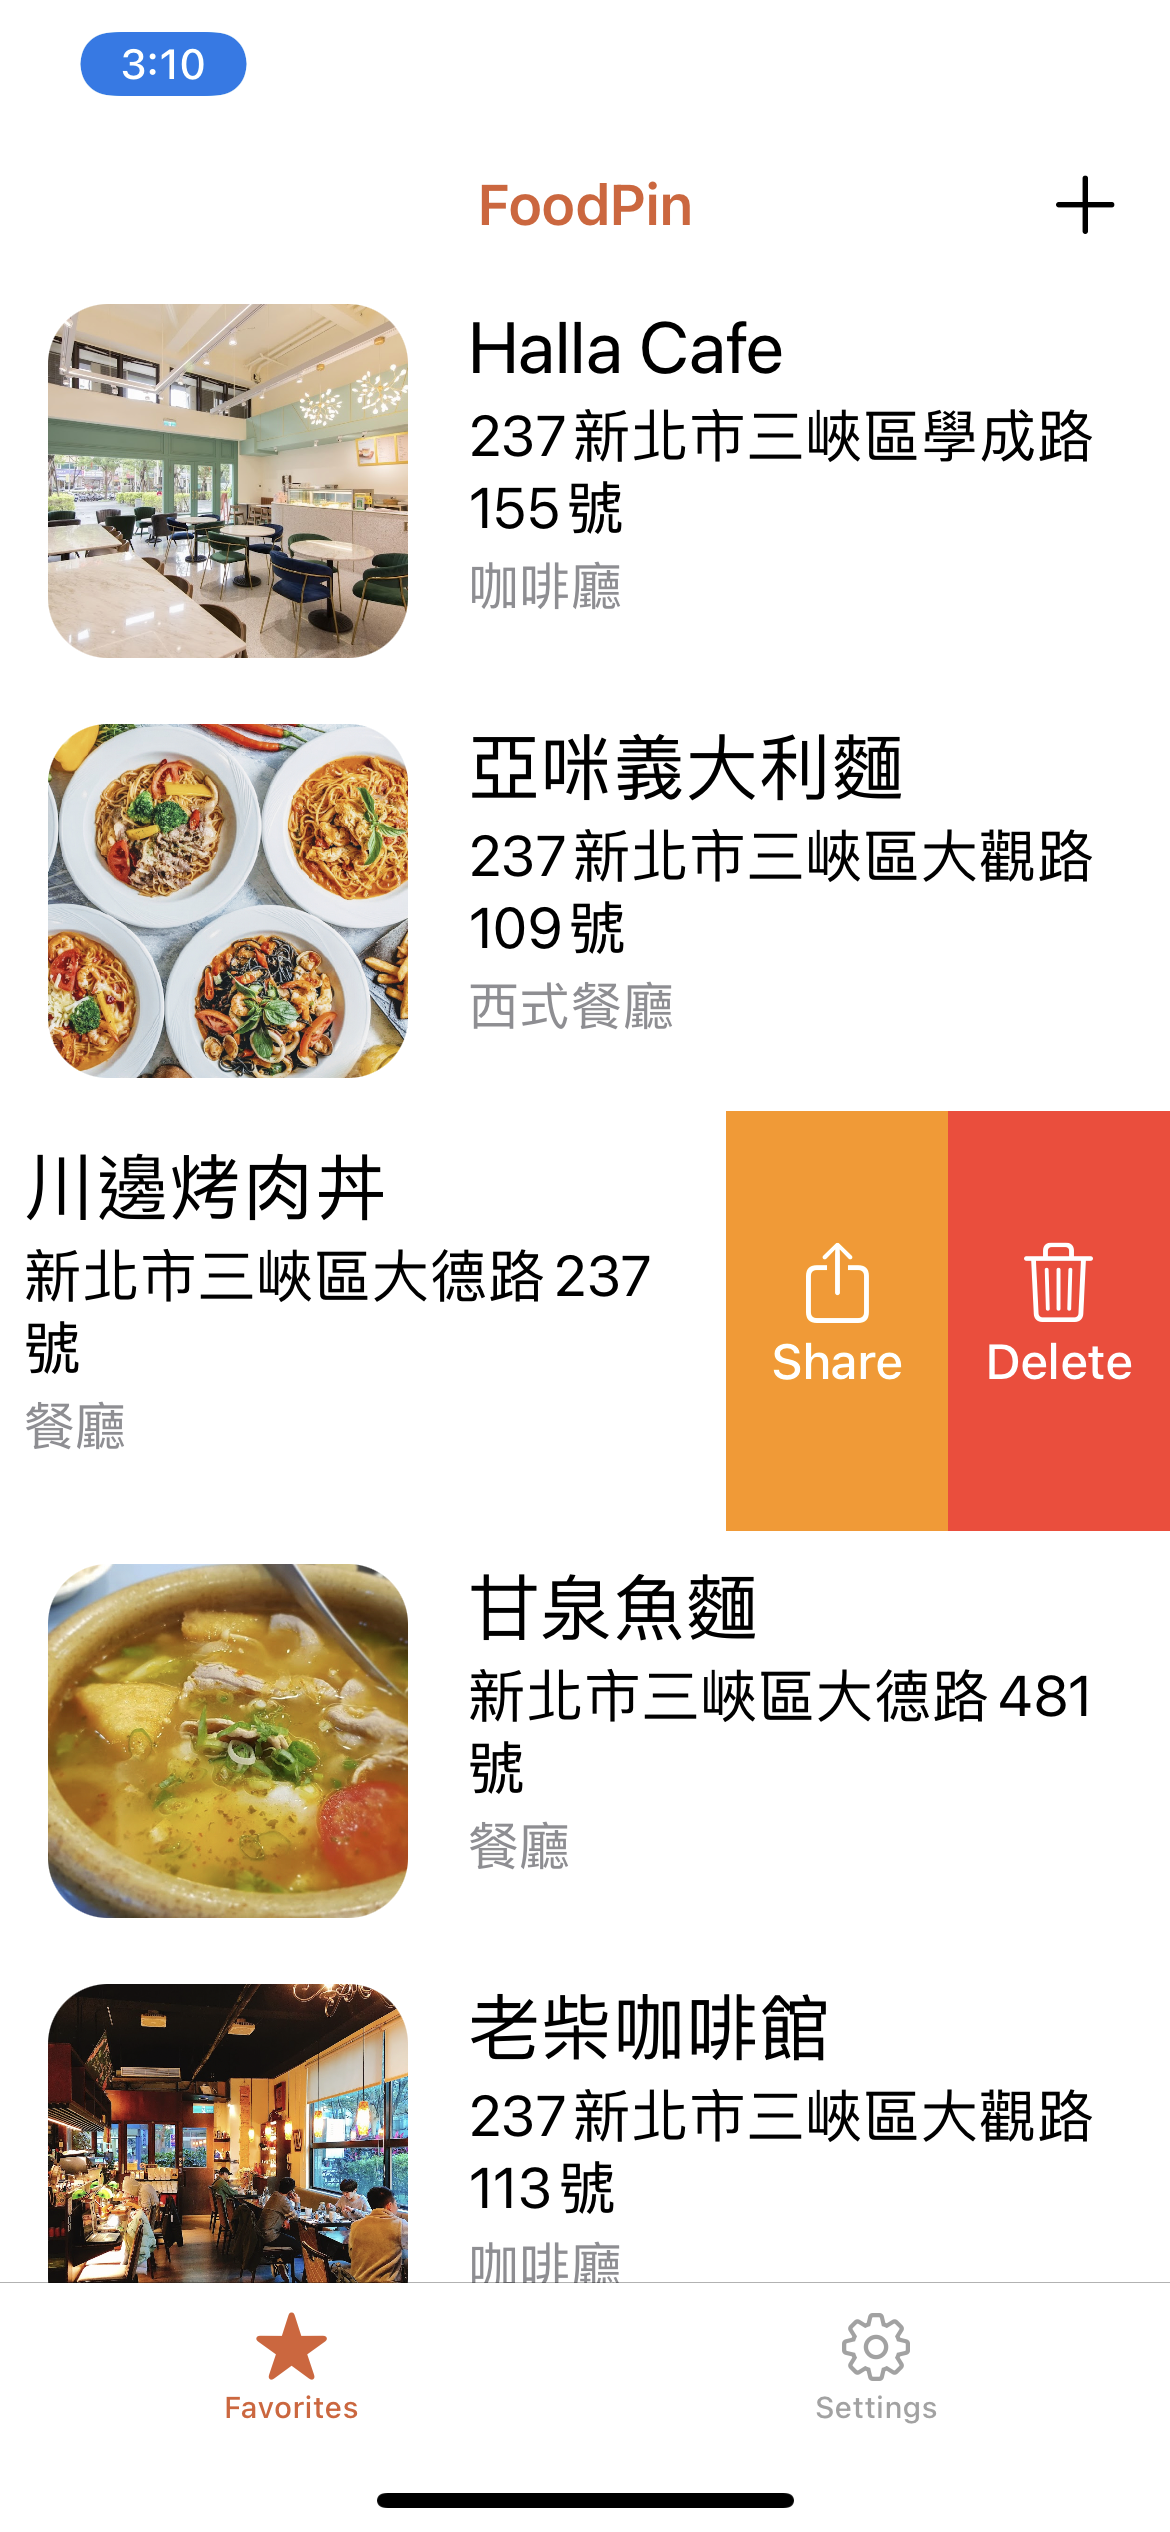 3:10
FoodPin
Halla Cafe
237新北市三峽區學成路
155號
咖啡廳
亞咪義大利麵
237新北市三峽區大觀路
109號
西式餐廳
川邊烤肉丼
新北市三峽區大德路237
號
餐廳
Share
Delete
甘泉魚麵
新北市三峽區大德路481
號
餐廳
老柴咖啡館
237新北市三峽區大觀路
113號
咖啡廳
Favorites
Settings